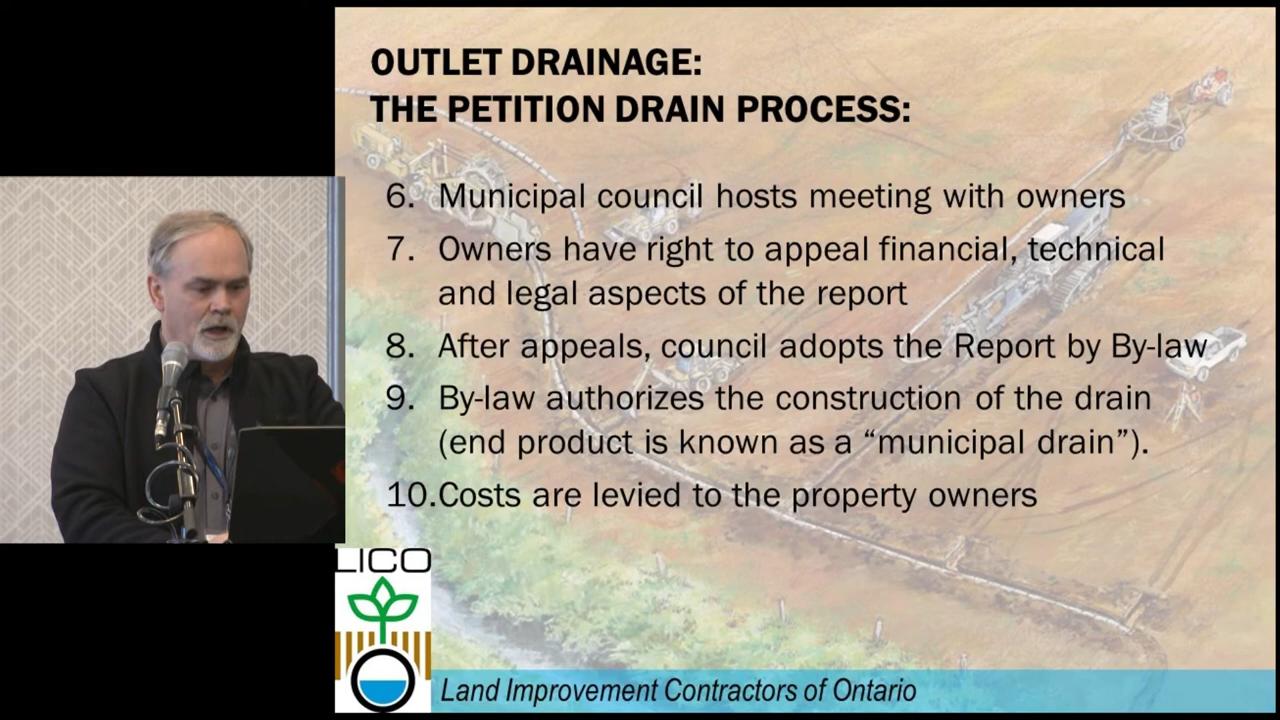 OUTLET DRAINAGE:
THE PETITION DRAIN PROCESS:
6. Municipal council hosts meeting with owners
7. Owners have right to appeal financial, technical
and legal aspects of the report
8. After appeals, council adopts the Report by By-law
9. By-law authorizes the construction of the drain
(end product is known as a “municipal drain”).
10.Costs are levied to the property owners
LICO
Land Improvement Contractors of Ontario